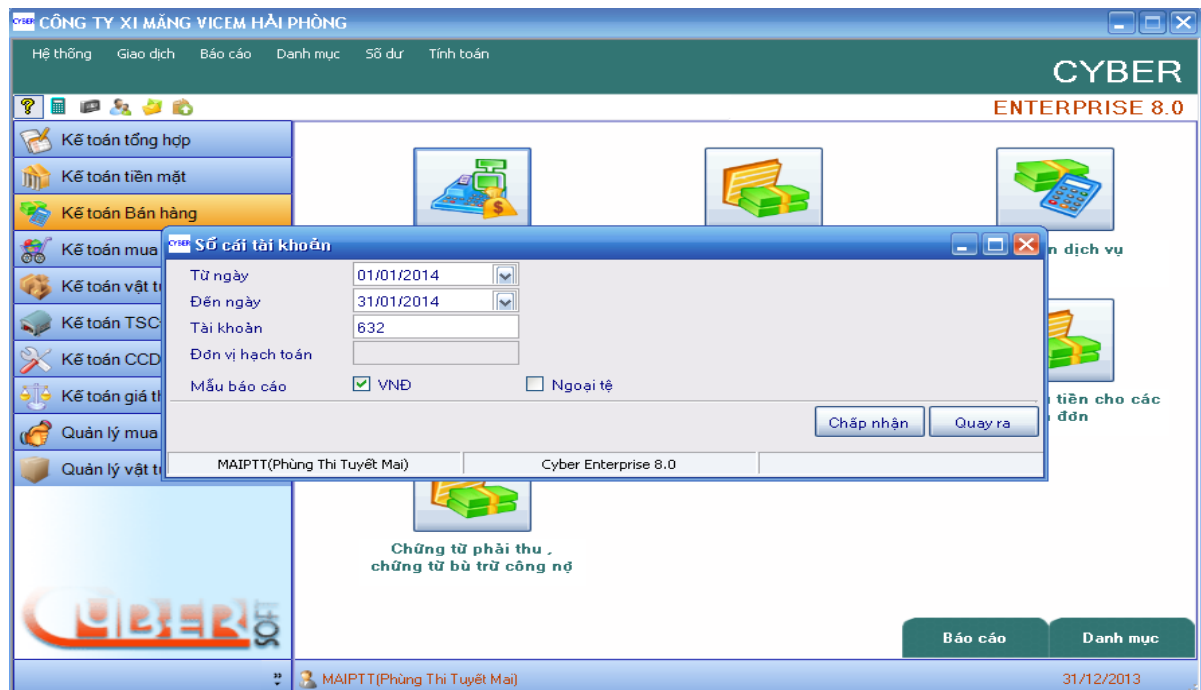 CYBER CÔNG TY XI MĂNG VICEM HẢI PHÒNG
Hệ thống Giao dịch Báo cáo Danh mục Số dư Tính toán
CYBER
ENTERPRISE 8.0
Kế toán tổng hợp
Kế toán tiền mặt
Kế toán Bán hàng
Kế toán mua
Kế toán vật tư
Kế toán TSC
Kế toán CCD
Kế toán giá th
Quản lý mua
Quản lý vật tư
CYBER Sổ cái tài khoản
Từ ngày 01/01/2014
Đến ngày 31/01/2014
Tài khoản 632
Đơn vị hạch toán
Mẫu báo cáo VNĐ Ngoại tệ
Chấp nhận Quay ra
MAIPTT(Phùng Thi Tuyết Mai) Cyber Enterprise 8.0
n dịch vụ
tiền cho các
đơn
Chứng từ phải thu ,
chứng từ bù trừ công nợ
CYBER SOFT
Báo cáo Danh mục
MAIPTT(Phùng Thi Tuyết Mai) 31/12/2013